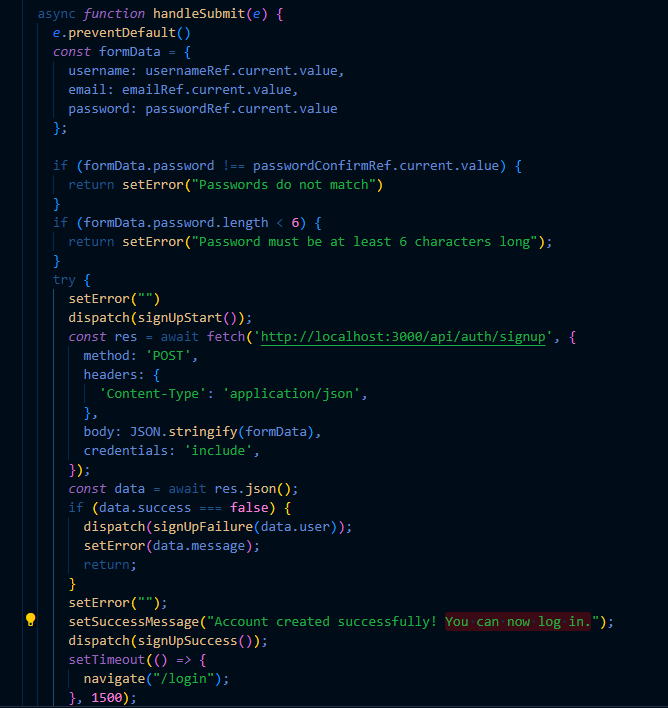 async function handleSubmit(e) {
e.preventDefault()
const formData = {
username: usernameRef.current.value,
email: emailRef.current.value,
password: passwordRef.current.value
};
if (formData.password !== passwordConfirmRef.current.value) {
return setError("Passwords do not match")
}
if (formData.password.length < 6) {
return setError("Password must be at least 6 characters long");
}
try {
setError("")
dispatch(signUpStart());
const res = await fetch('http://localhost:3000/api/auth/signup', {
method: 'POST',
headers: {
'Content-Type': 'application/json',
},
body: JSON.stringify(formData),
credentials: 'include',
});
const data = await res.json();
if (data.success === false) {
dispatch(signUpFailure(data.user));
setError(data.message);
return;
}
setError("");
setSuccessMessage("Account created successfully! You can now log in.");
dispatch(signUpSuccess());
setTimeout(() => {
navigate("/login");
}, 1500);